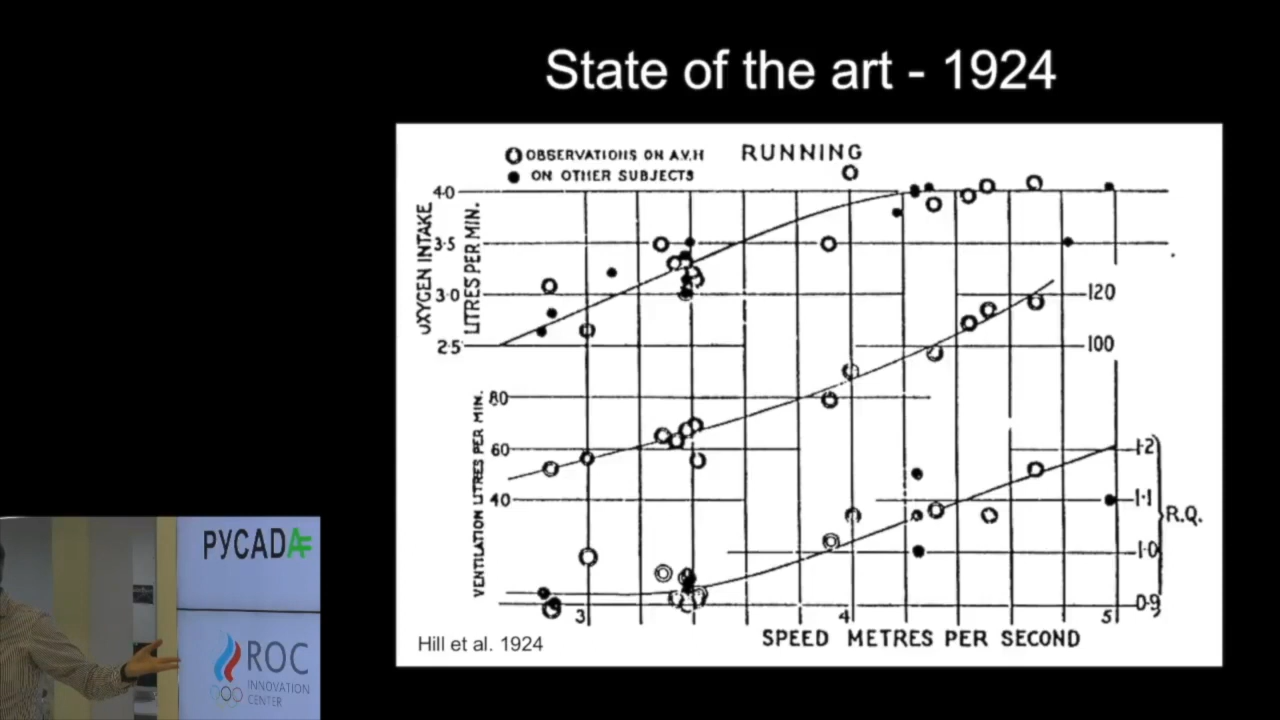 State of the art - 1924
OBSERVATIONS ON A.V.H
RUNNING
ON OTHER SUBJECTS
OXYGEN INTAKE
LITRES PER MIN.
4.0
3.5
3.0
2.5
120
100
VENTILATION LITRES PER MIN.
80
60
40
1.2
1.1
1.0
0.9
R.Q.
3
4
5
SPEED METRES PER SECOND
Hill et al. 1924
РУСАДА
ROC
INNOVATION
CENTER